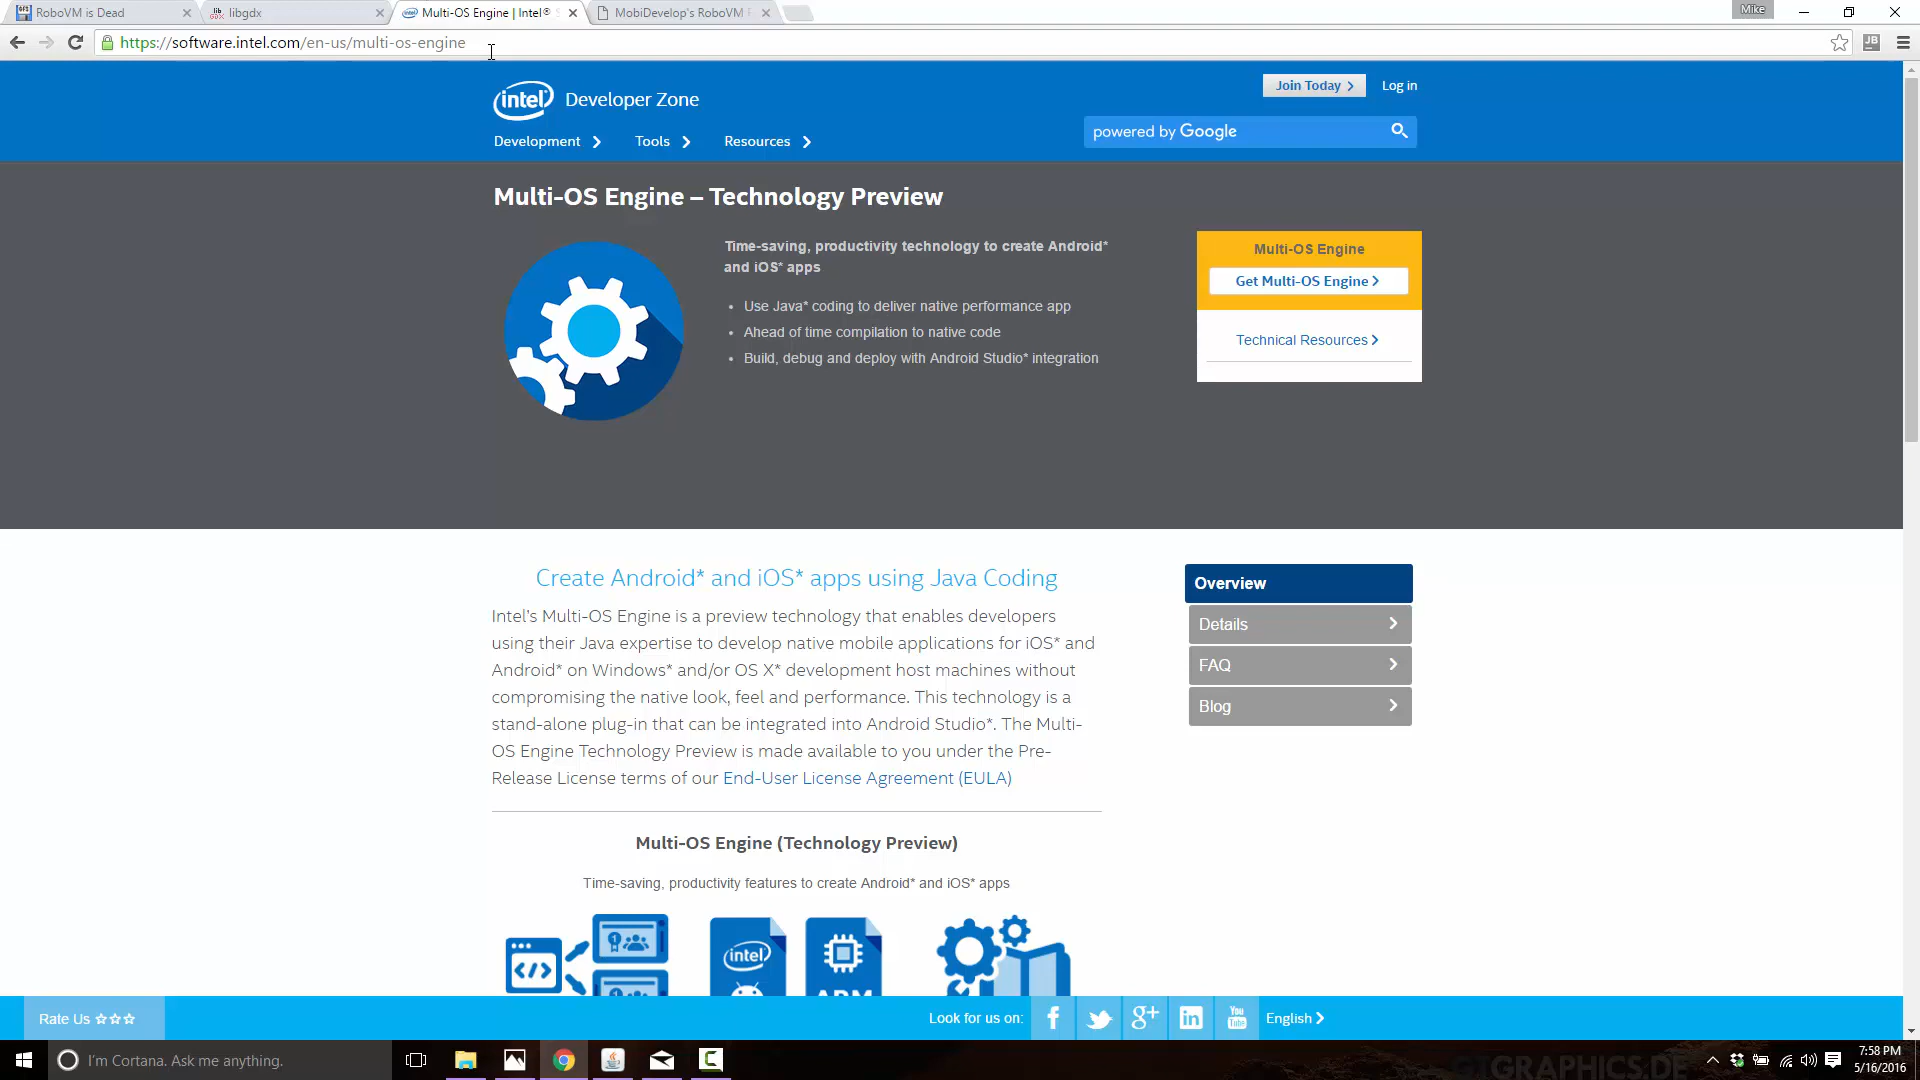 RoboVM is Dead
libgdx
Multi-OS Engine | Intel® S
MobiDevelop's RoboVM F
Mike
https://software.intel.com/en-us/multi-os-engine
JB
intel Developer Zone
Join Today
Log in
Development
Tools
Resources
powered by Google
Multi-OS Engine – Technology Preview
Time-saving, productivity technology to create Android*
and iOS* apps
• Use Java* coding to deliver native performance app
• Ahead of time compilation to native code
• Build, debug and deploy with Android Studio* integration
Multi-OS Engine
Get Multi-OS Engine
Technical Resources
Create Android* and iOS* apps using Java Coding
Intel's Multi-OS Engine is a preview technology that enables developers
using their Java expertise to develop native mobile applications for iOS* and
Android* on Windows* and/or OS X* development host machines without
compromising the native look, feel and performance. This technology is a
stand-alone plug-in that can be integrated into Android Studio*. The Multi-
OS Engine Technology Preview is made available to you under the Pre-
Release License terms of our End-User License Agreement (EULA)
Overview
Details
FAQ
Blog
Multi-OS Engine (Technology Preview)
Time-saving, productivity features to create Android* and iOS* apps
intel
ARM
Rate Us
Look for us on:
f
g+
in
You Tube
English
I'm Cortana. Ask me anything.
GTGRAPHICS.DE
7:58 PM
5/16/2016